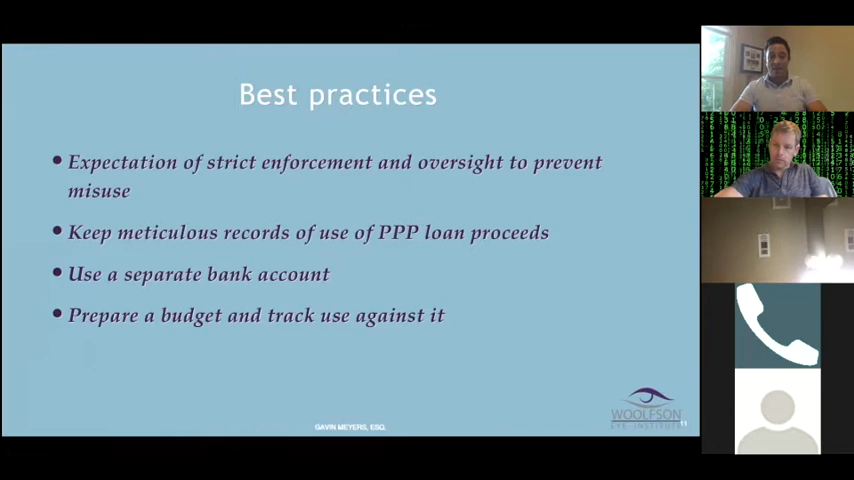 Best practices
• Expectation of strict enforcement and oversight to prevent
misuse
• Keep meticulous records of use of PPP loan proceeds
• Use a separate bank account
• Prepare a budget and track use against it
WOOLFSON
EYE INSTITUTE
11
GAVIN MEYERS, ESQ.